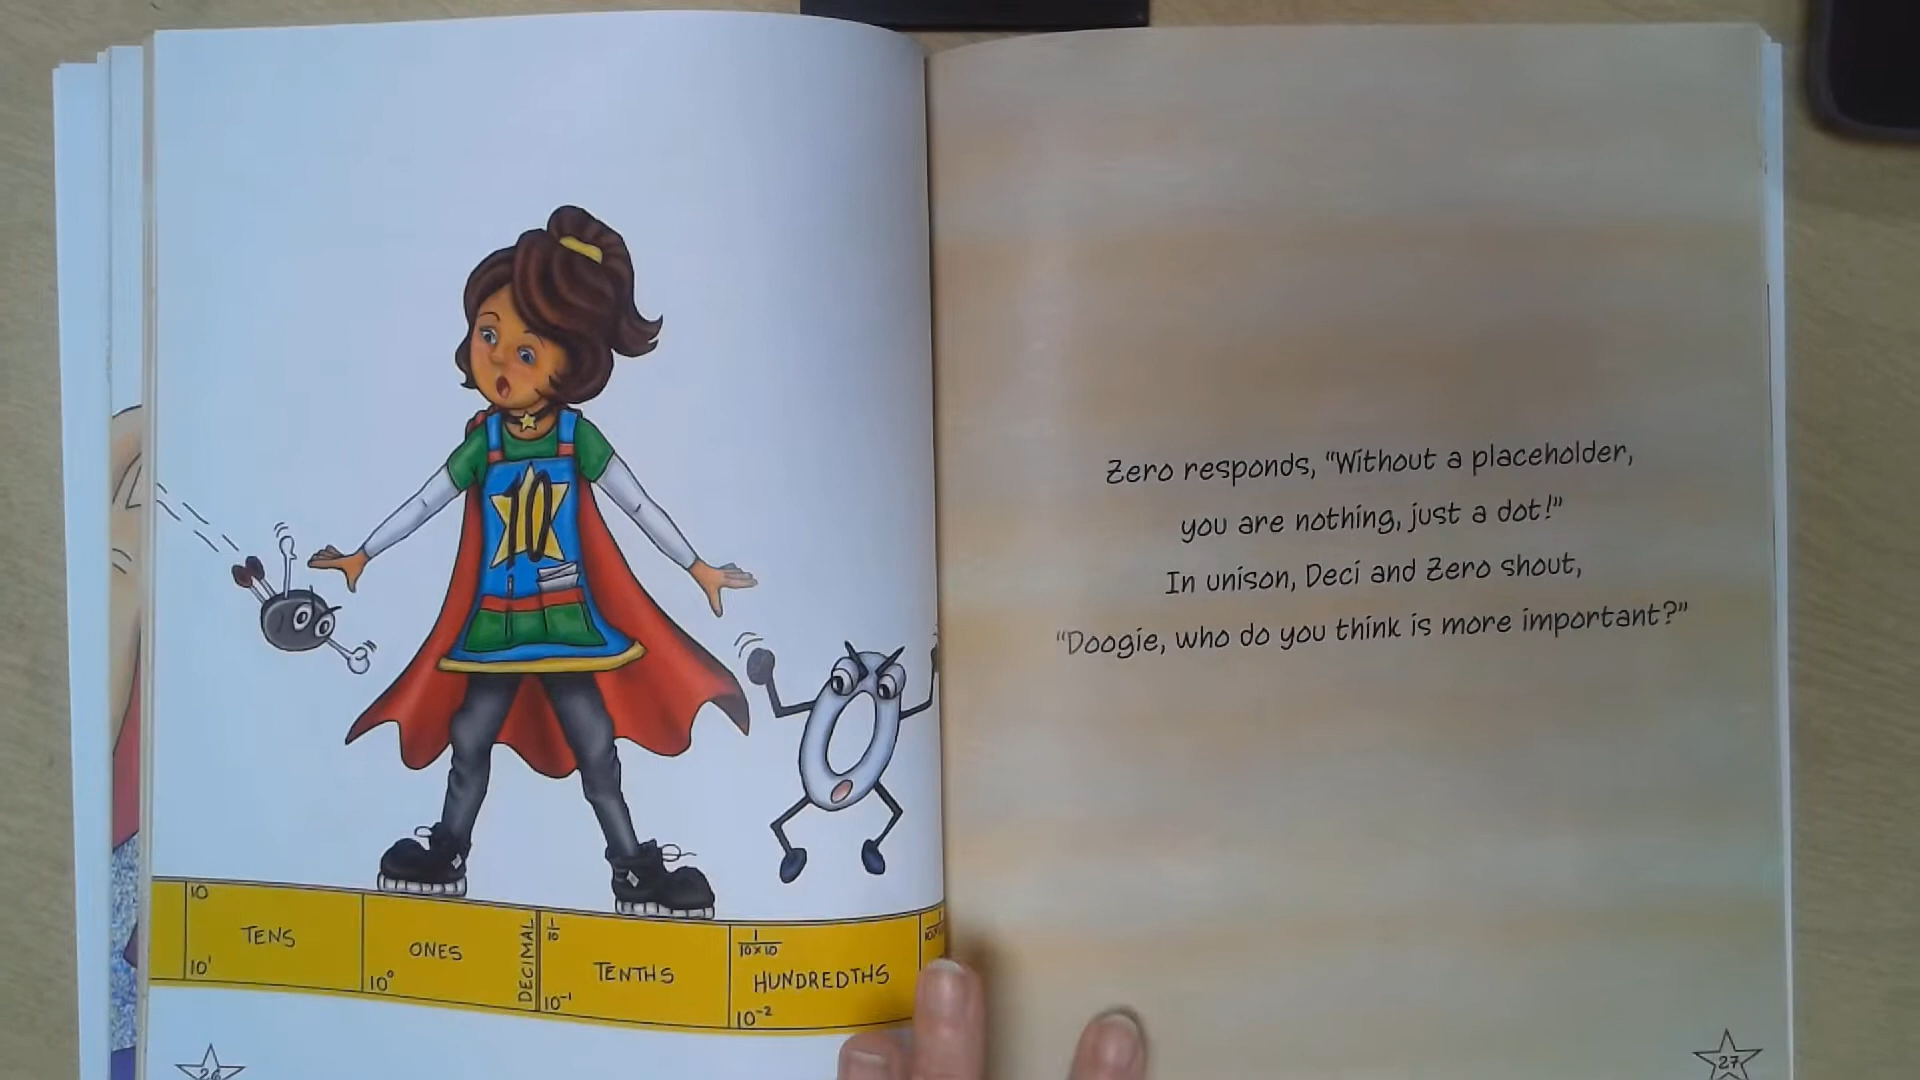 10
10
TENS
10¹
ONES
10⁰
DECIMAL
1/10
TENTHS
10⁻¹
1/10×10
HUNDREDTHS
10⁻²
26
Zero responds, “Without a placeholder,
you are nothing, just a dot!”
In unison, Deci and Zero shout,
“Doogie, who do you think is more important?”
27